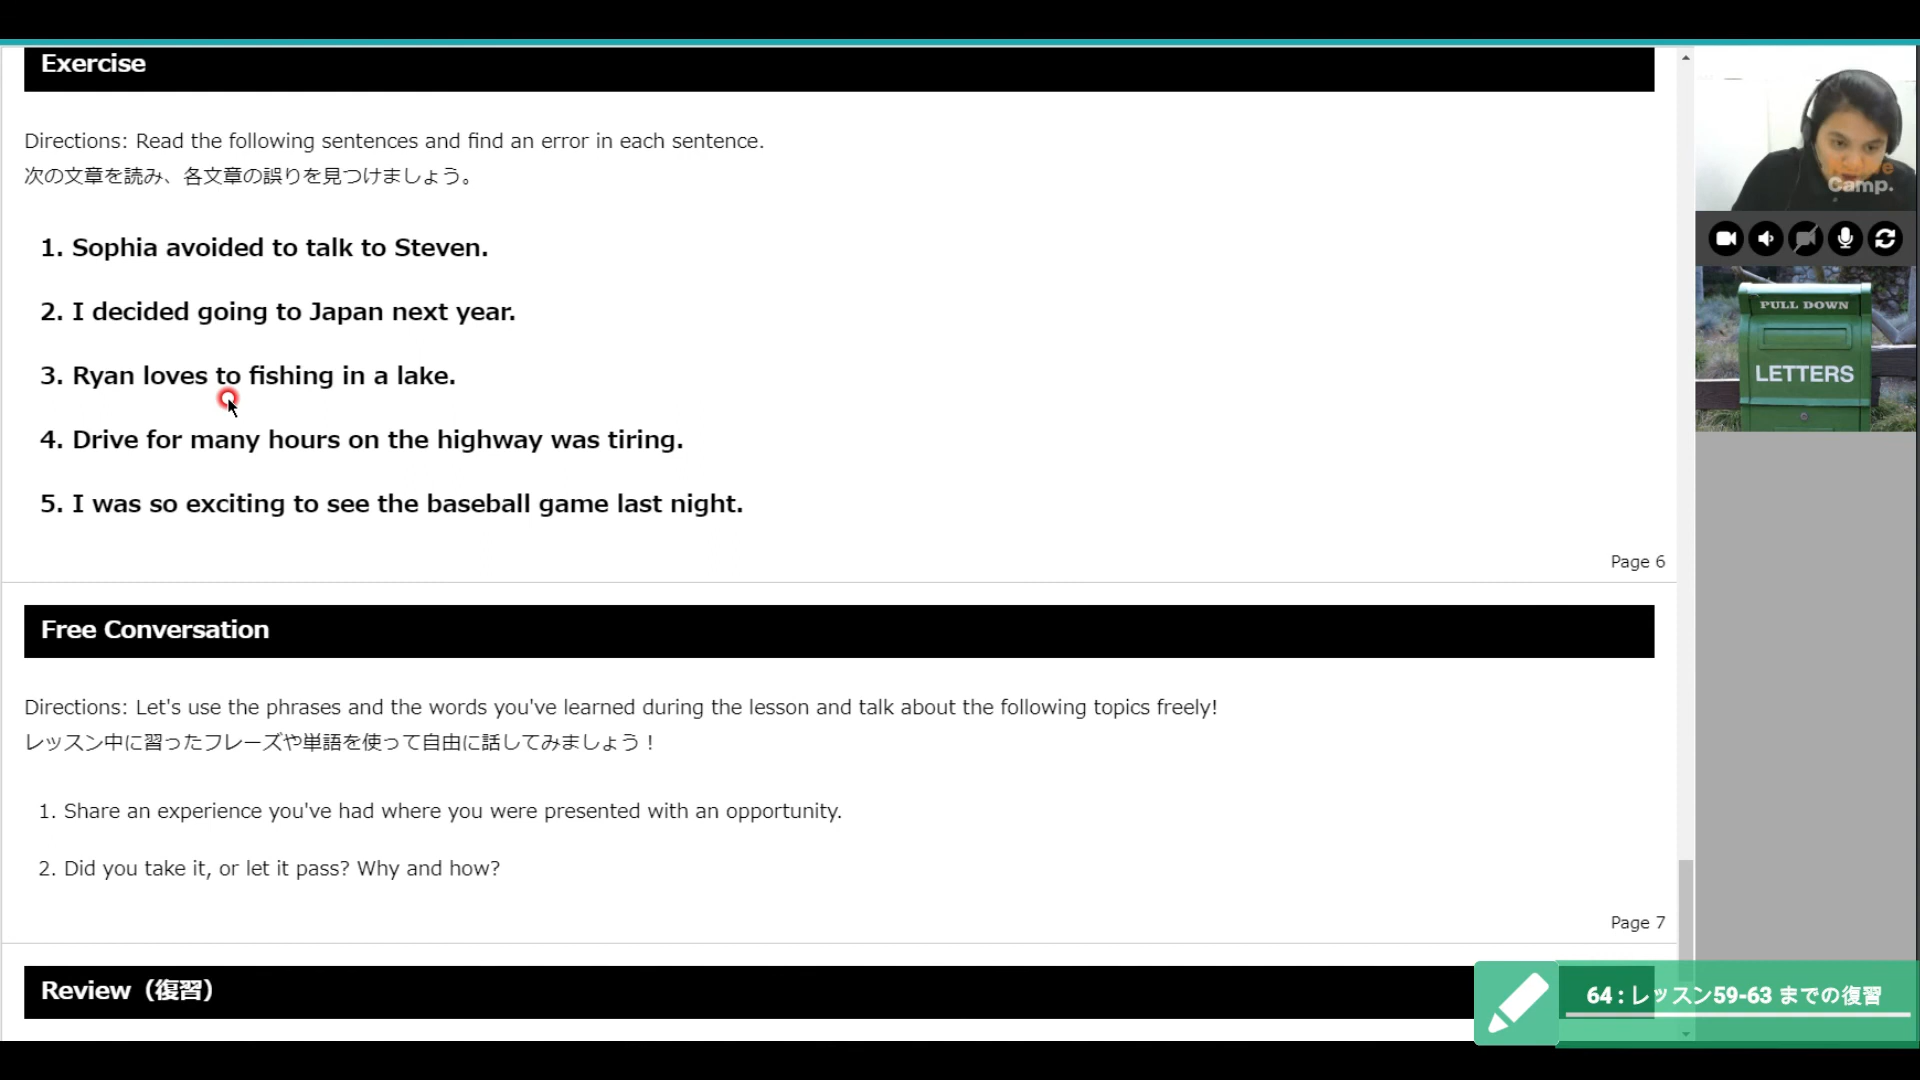 Exercise
Directions: Read the following sentences and find an error in each sentence.
次の文章を読み、各文章の誤りを見つけましょう。
1. Sophia avoided to talk to Steven.
2. I decided going to Japan next year.
3. Ryan loves to fishing in a lake.
4. Drive for many hours on the highway was tiring.
5. I was so exciting to see the baseball game last night.
Page 6
Free Conversation
Directions: Let's use the phrases and the words you've learned during the lesson and talk about the following topics freely!
レッスン中に習ったフレーズや単語を使って自由に話してみましょう！
1. Share an experience you've had where you were presented with an opportunity.
2. Did you take it, or let it pass? Why and how?
Page 7
Review（復習）
Camp.
PULL DOWN
LETTERS
64 : レッスン59-63 までの復習